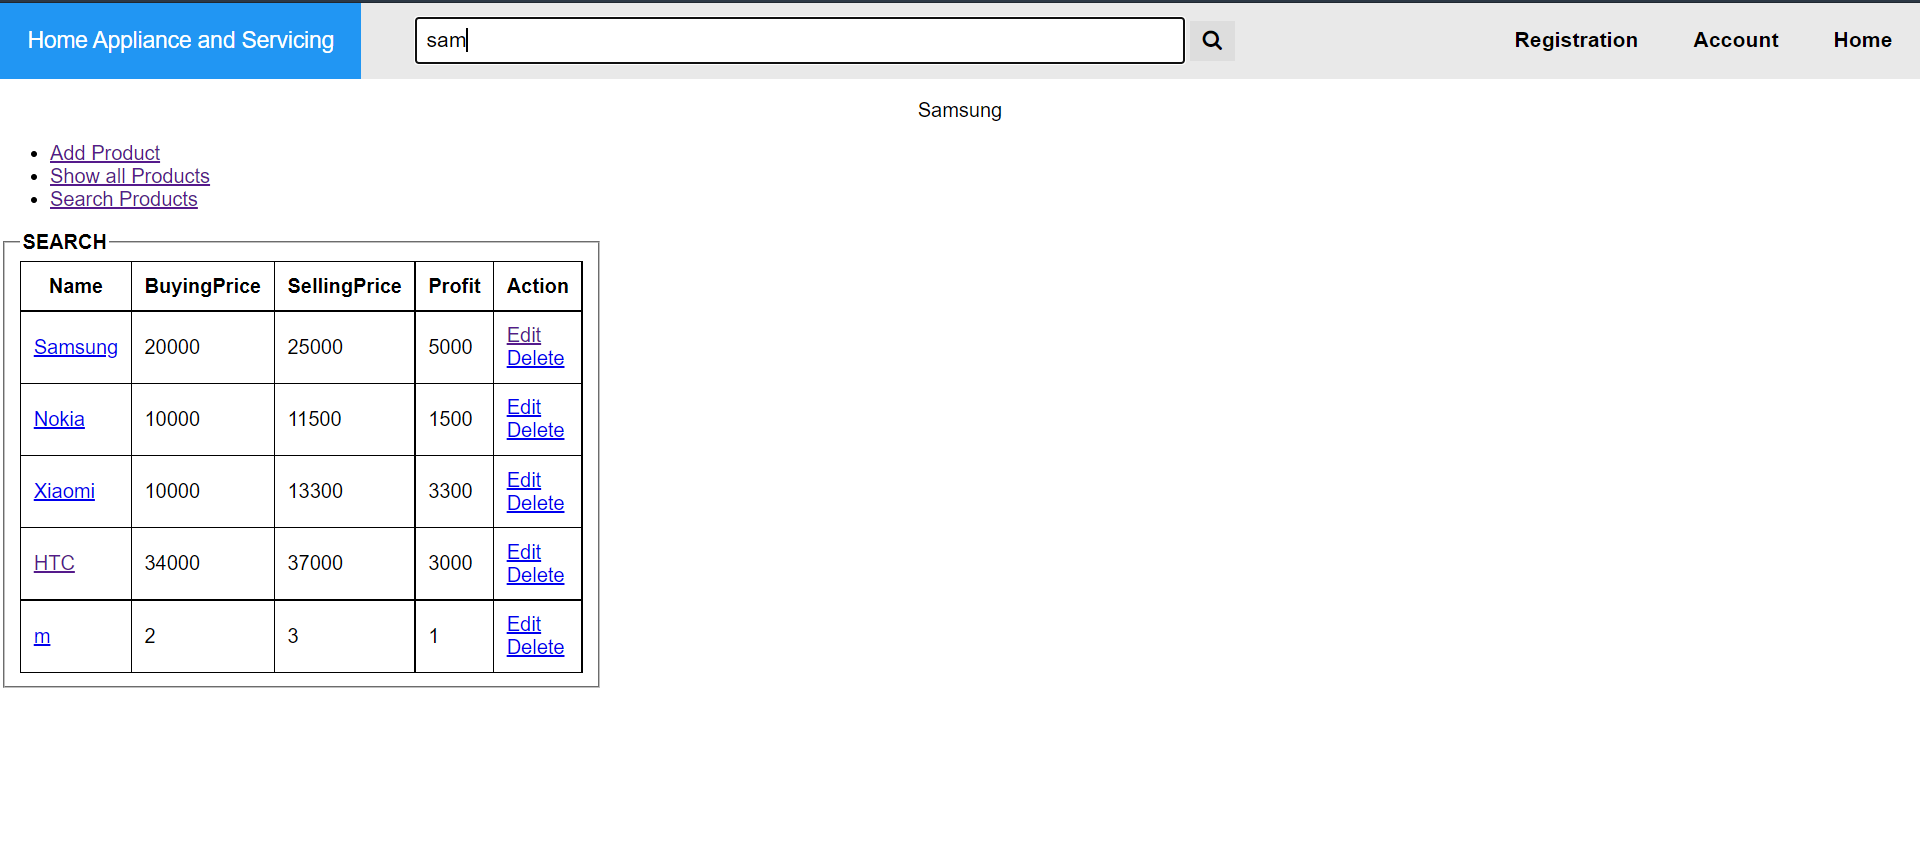 Home Appliance and Servicing
sam
Registration Account Home
Samsung
Add Product
Show all Products
Search Products
SEARCH
Name BuyingPrice SellingPrice Profit Action
Samsung 20000 25000 5000 Edit
Delete
Nokia 10000 11500 1500 Edit
Delete
Xiaomi 10000 13300 3300 Edit
Delete
HTC 34000 37000 3000 Edit
Delete
m 2 3 1 Edit
Delete